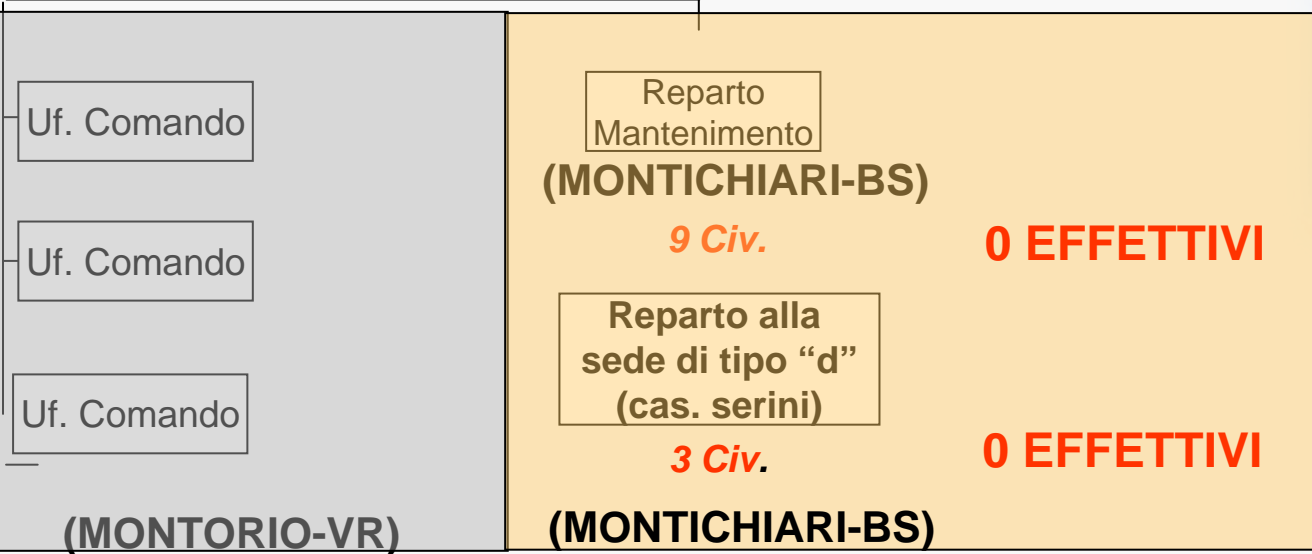 Uf. Comando
Uf. Comando
Uf. Comando
(MONTORIO-VR)
Reparto
Mantenimento
(MONTICHIARI-BS)
9 Civ.
0 EFFETTIVI
Reparto alla
sede di tipo “d”
(cas. serini)
3 Civ.
0 EFFETTIVI
(MONTICHIARI-BS)